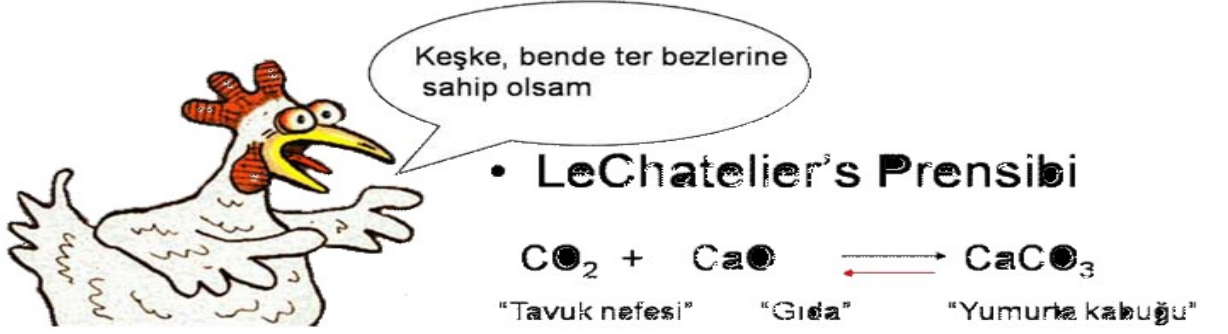 Keşke, bende ter bezlerine
sahip olsam
• LeChatelier's Prensibi
CO₂ + CaO ⇄ CaCO₃
"Tavuk nefesi" "Gıda" "Yumurta kabuğu"